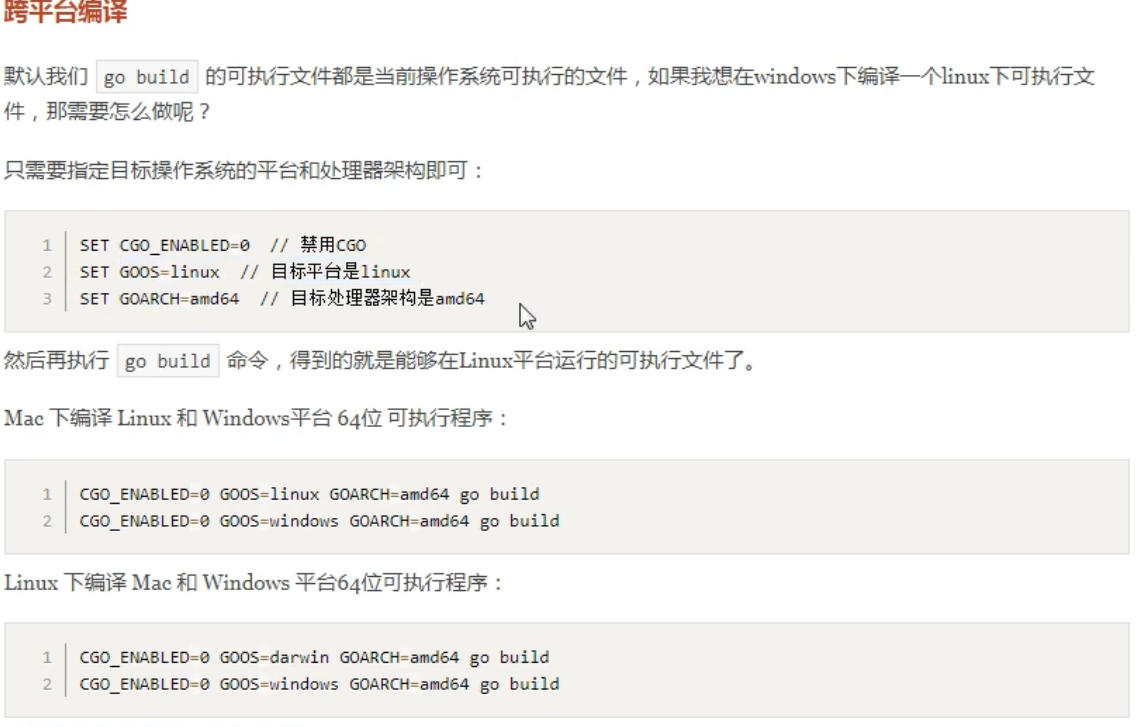 跨平台编译
默认我们 go build 的可执行文件都是当前操作系统可执行的文件，如果我想在windows下编译一个linux下可执行文
件，那需要怎么做呢？
只需要指定目标操作系统的平台和处理器架构即可：
1 SET CGO_ENABLED=0  // 禁用CGO
2 SET GOOS=linux  // 目标平台是linux
3 SET GOARCH=amd64  // 目标处理器架构是amd64
然后再执行 go build 命令，得到的就是能够在Linux平台运行的可执行文件了。
Mac 下编译 Linux 和 Windows平台 64位 可执行程序：
1 CGO_ENABLED=0 GOOS=linux GOARCH=amd64 go build
2 CGO_ENABLED=0 GOOS=windows GOARCH=amd64 go build
Linux 下编译 Mac 和 Windows 平台64位可执行程序：
1 CGO_ENABLED=0 GOOS=darwin GOARCH=amd64 go build
2 CGO_ENABLED=0 GOOS=windows GOARCH=amd64 go build